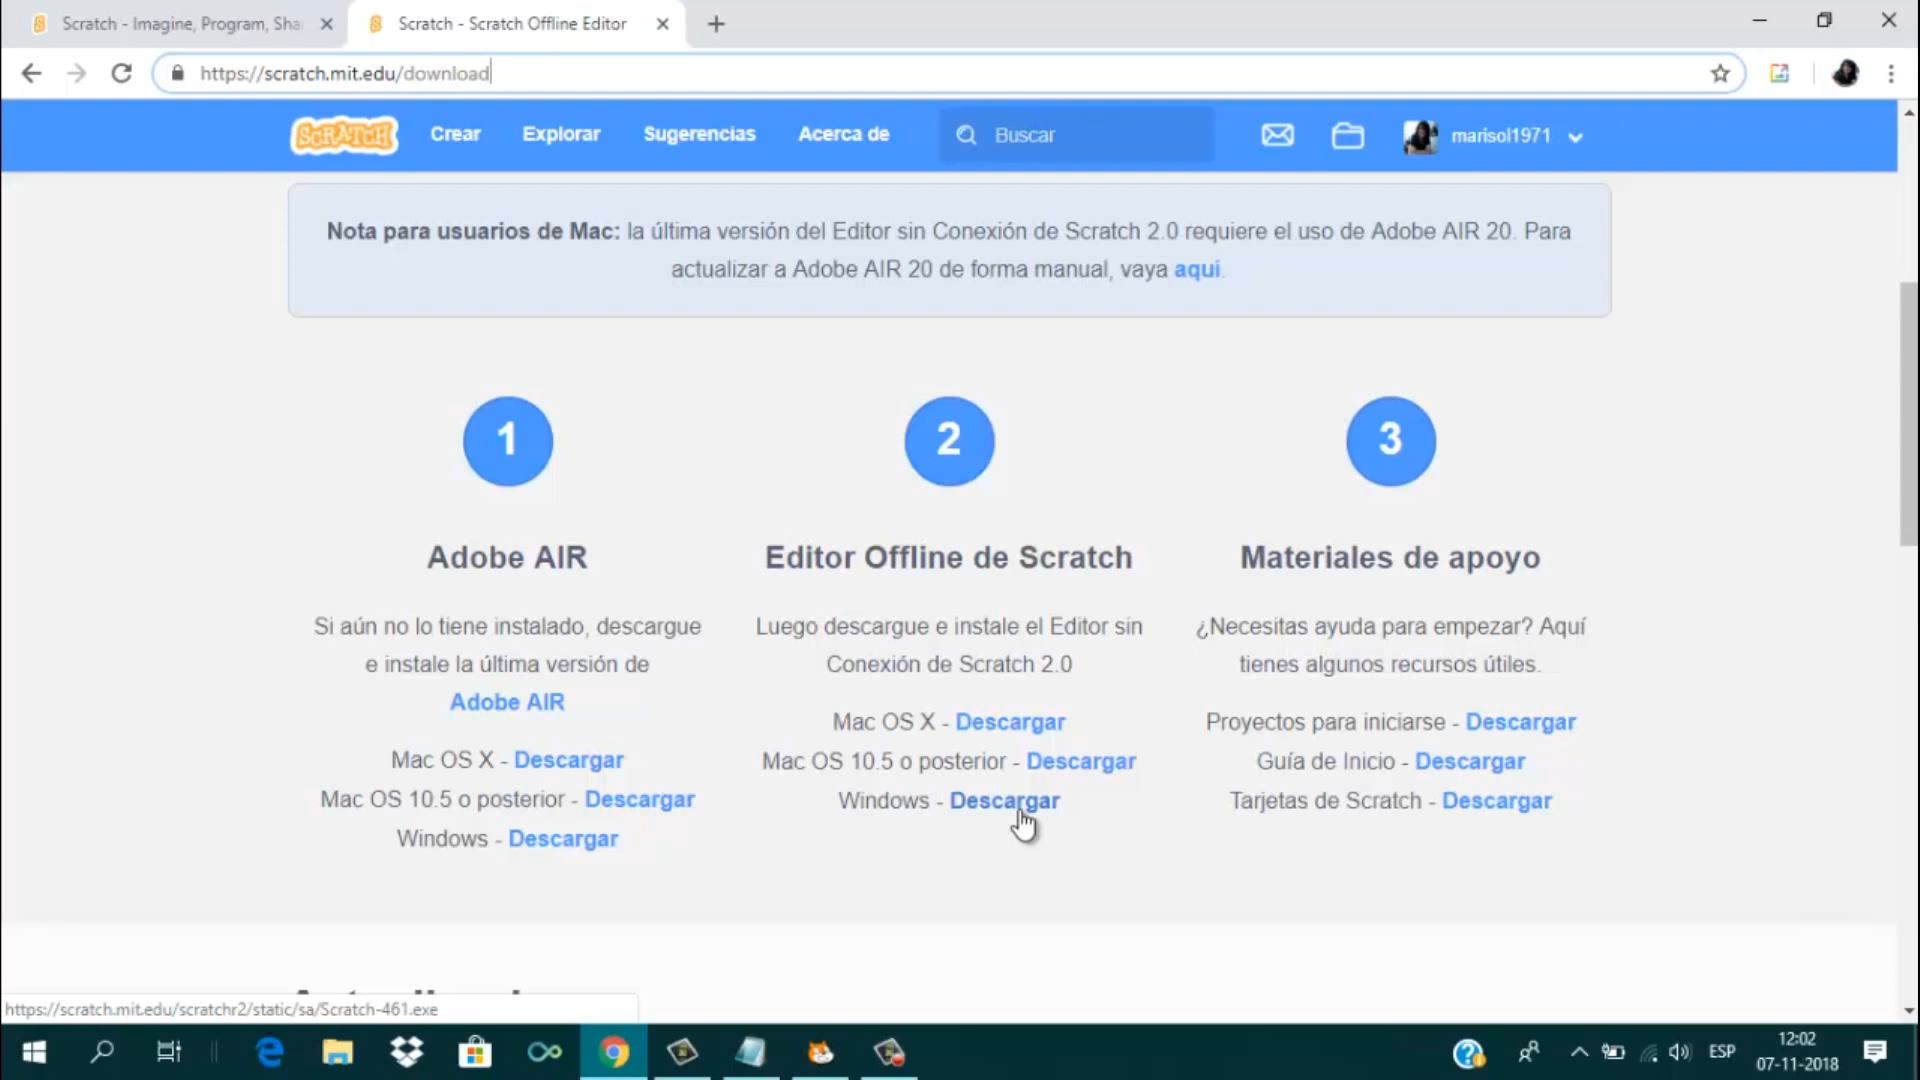 Scratch - Imagine, Program, Sha
Scratch - Scratch Offline Editor
https://scratch.mit.edu/download
SCRATCH
Crear
Explorar
Sugerencias
Acerca de
Buscar
marisol1971
Nota para usuarios de Mac: la última versión del Editor sin Conexión de Scratch 2.0 requiere el uso de Adobe AIR 20. Para
actualizar a Adobe AIR 20 de forma manual, vaya aquí.
1
Adobe AIR
Si aún no lo tiene instalado, descargue
e instale la última versión de
Adobe AIR
Mac OS X - Descargar
Mac OS 10.5 o posterior - Descargar
Windows - Descargar
2
Editor Offline de Scratch
Luego descargue e instale el Editor sin
Conexión de Scratch 2.0
Mac OS X - Descargar
Mac OS 10.5 o posterior - Descargar
Windows - Descargar
3
Materiales de apoyo
¿Necesitas ayuda para empezar? Aquí
tienes algunos recursos útiles.
Proyectos para iniciarse - Descargar
Guía de Inicio - Descargar
Tarjetas de Scratch - Descargar
https://scratch.mit.edu/scratchr2/static/sa/Scratch-461.exe
ESP
12:02
07-11-2018